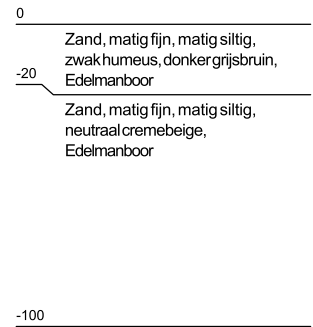 0
Zand, matig fijn, matig siltig,
zwak humeus, donker grijsbruin,
Edelmanboor
-20
Zand, matig fijn, matig siltig,
neutraal cremebeige,
Edelmanboor
-100